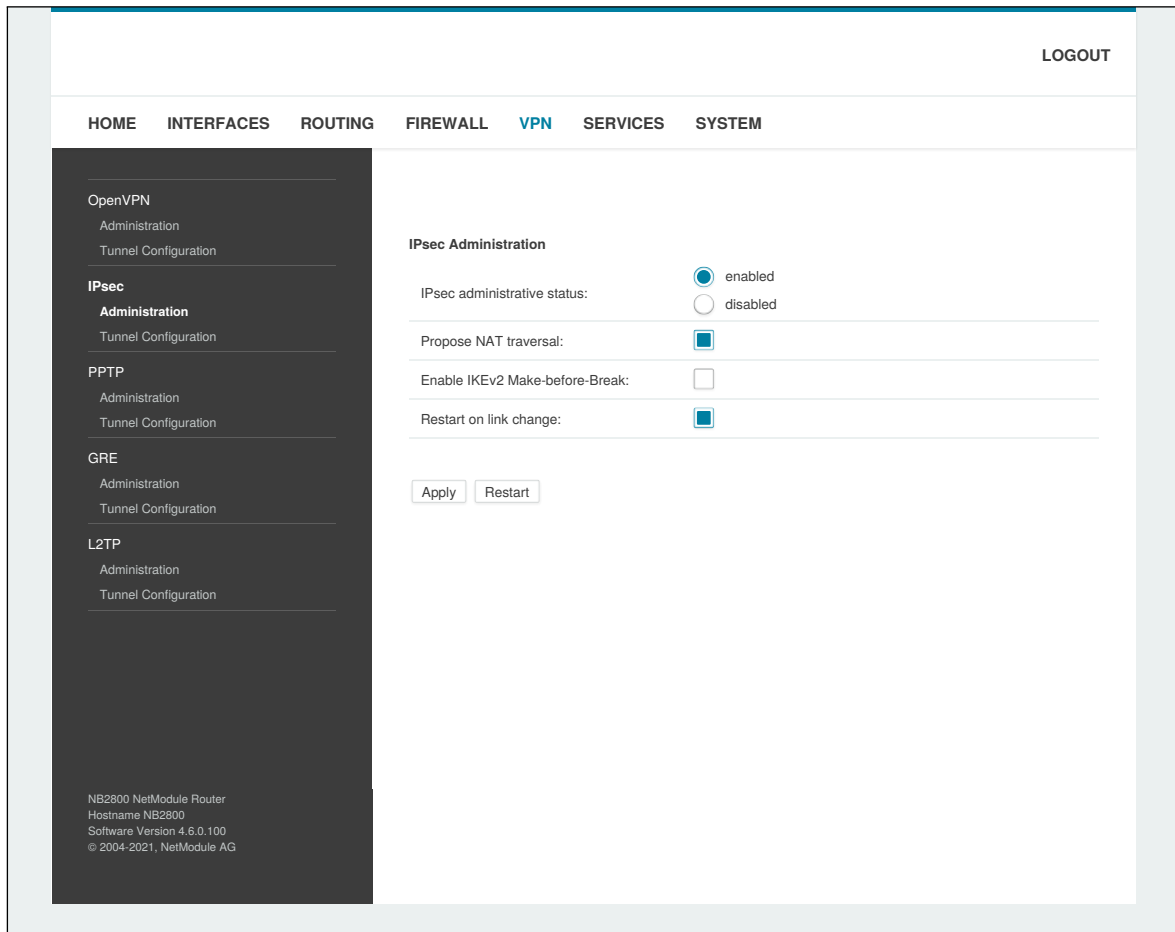 LOGOUT
HOME INTERFACES ROUTING FIREWALL VPN SERVICES SYSTEM
OpenVPN
Administration
Tunnel Configuration
IPsec
Administration
Tunnel Configuration
PPTP
Administration
Tunnel Configuration
GRE
Administration
Tunnel Configuration
L2TP
Administration
Tunnel Configuration
NB2800 NetModule Router
Hostname NB2800
Software Version 4.6.0.100
© 2004-2021, NetModule AG
IPsec Administration
IPsec administrative status:
enabled
disabled
Propose NAT traversal:
Enable IKEv2 Make-before-Break:
Restart on link change:
Apply Restart